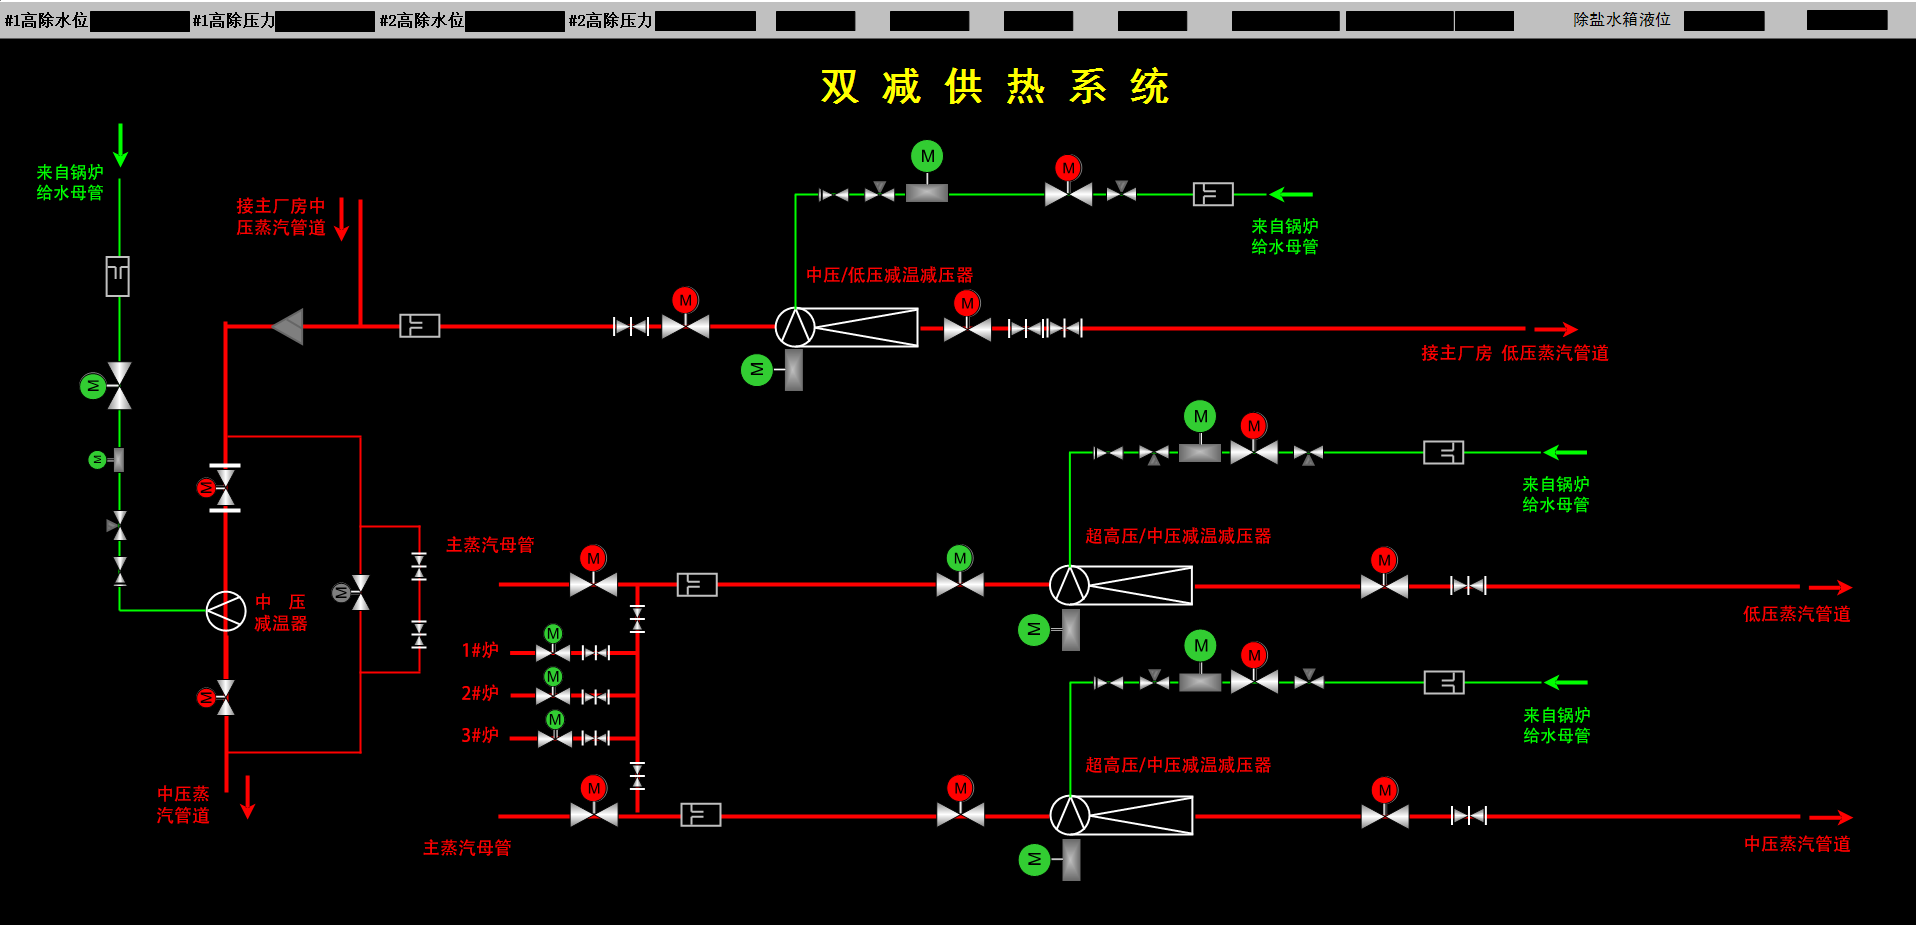 #1高除水位 #1高除压力 #2高除水位 #2高除压力 除盐水箱液位
双 减 供 热 系 统
M
M
来自锅炉
给水母管
接主厂房中
压蒸汽管道
来自锅炉
给水母管
中压/低压减温减压器
M
M
接主厂房 低压蒸汽管道
M
M
M
M
来自锅炉
给水母管
M
超高压/中压减温减压器
主蒸汽母管
M
M
M
M
M
中 压
减温器
M
低压蒸汽管道
M
M
1#炉
M
M
M
2#炉
M
M
来自锅炉
给水母管
M
3#炉
超高压/中压减温减压器
中压蒸
汽管道
M
M
M
主蒸汽母管
中压蒸汽管道
M